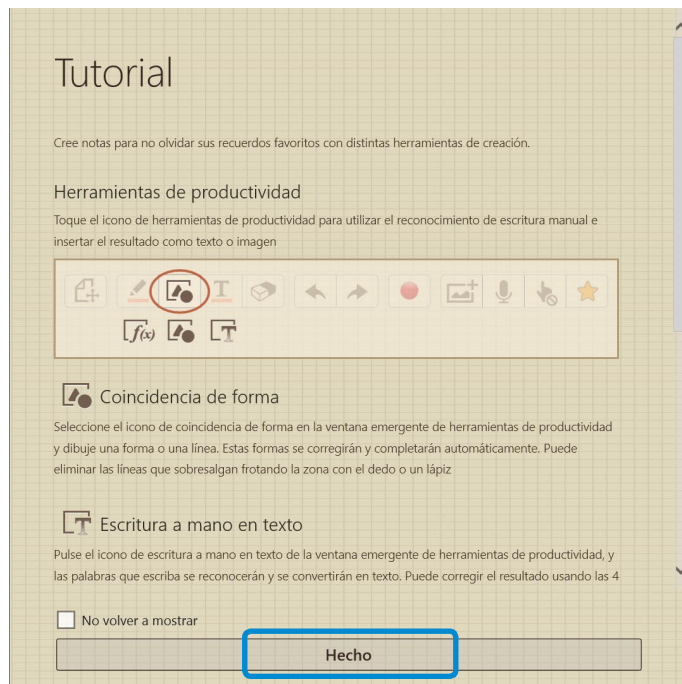 Tutorial
Cree notas para no olvidar sus recuerdos favoritos con distintas herramientas de creación.
Herramientas de productividad
Toque el icono de herramientas de productividad para utilizar el reconocimiento de escritura manual e
insertar el resultado como texto o imagen
T
f(x) T
Coincidencia de forma
Seleccione el icono de coincidencia de forma en la ventana emergente de herramientas de productividad
y dibuje una forma o una línea. Estas formas se corregirán y completarán automáticamente. Puede
eliminar las líneas que sobresalgan frotando la zona con el dedo o un lápiz
T Escritura a mano en texto
Pulse el icono de escritura a mano en texto de la ventana emergente de herramientas de productividad, y
las palabras que escriba se reconocerán y se convertirán en texto. Puede corregir el resultado usando las 4
No volver a mostrar
Hecho